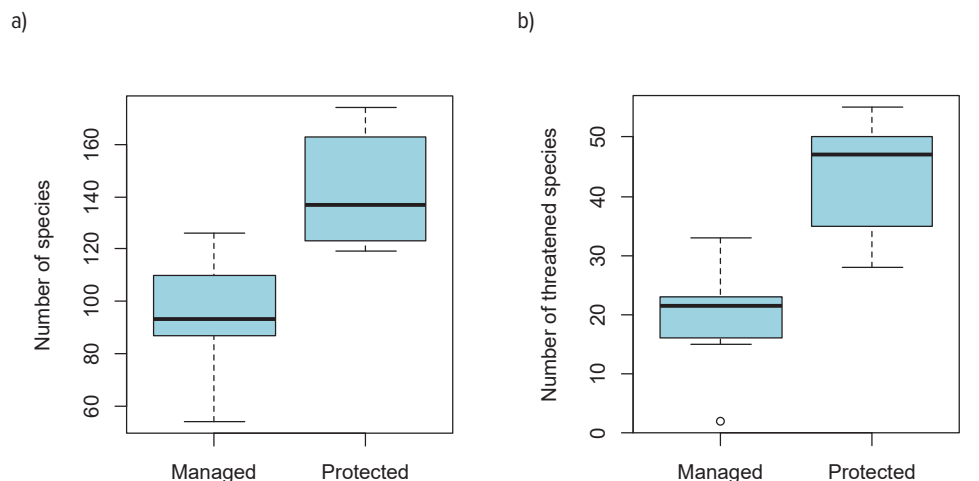 a)
b)
Number of species
160
140
120
100
80
60
Managed Protected
Number of threatened species
50
40
30
20
10
0
Managed Protected